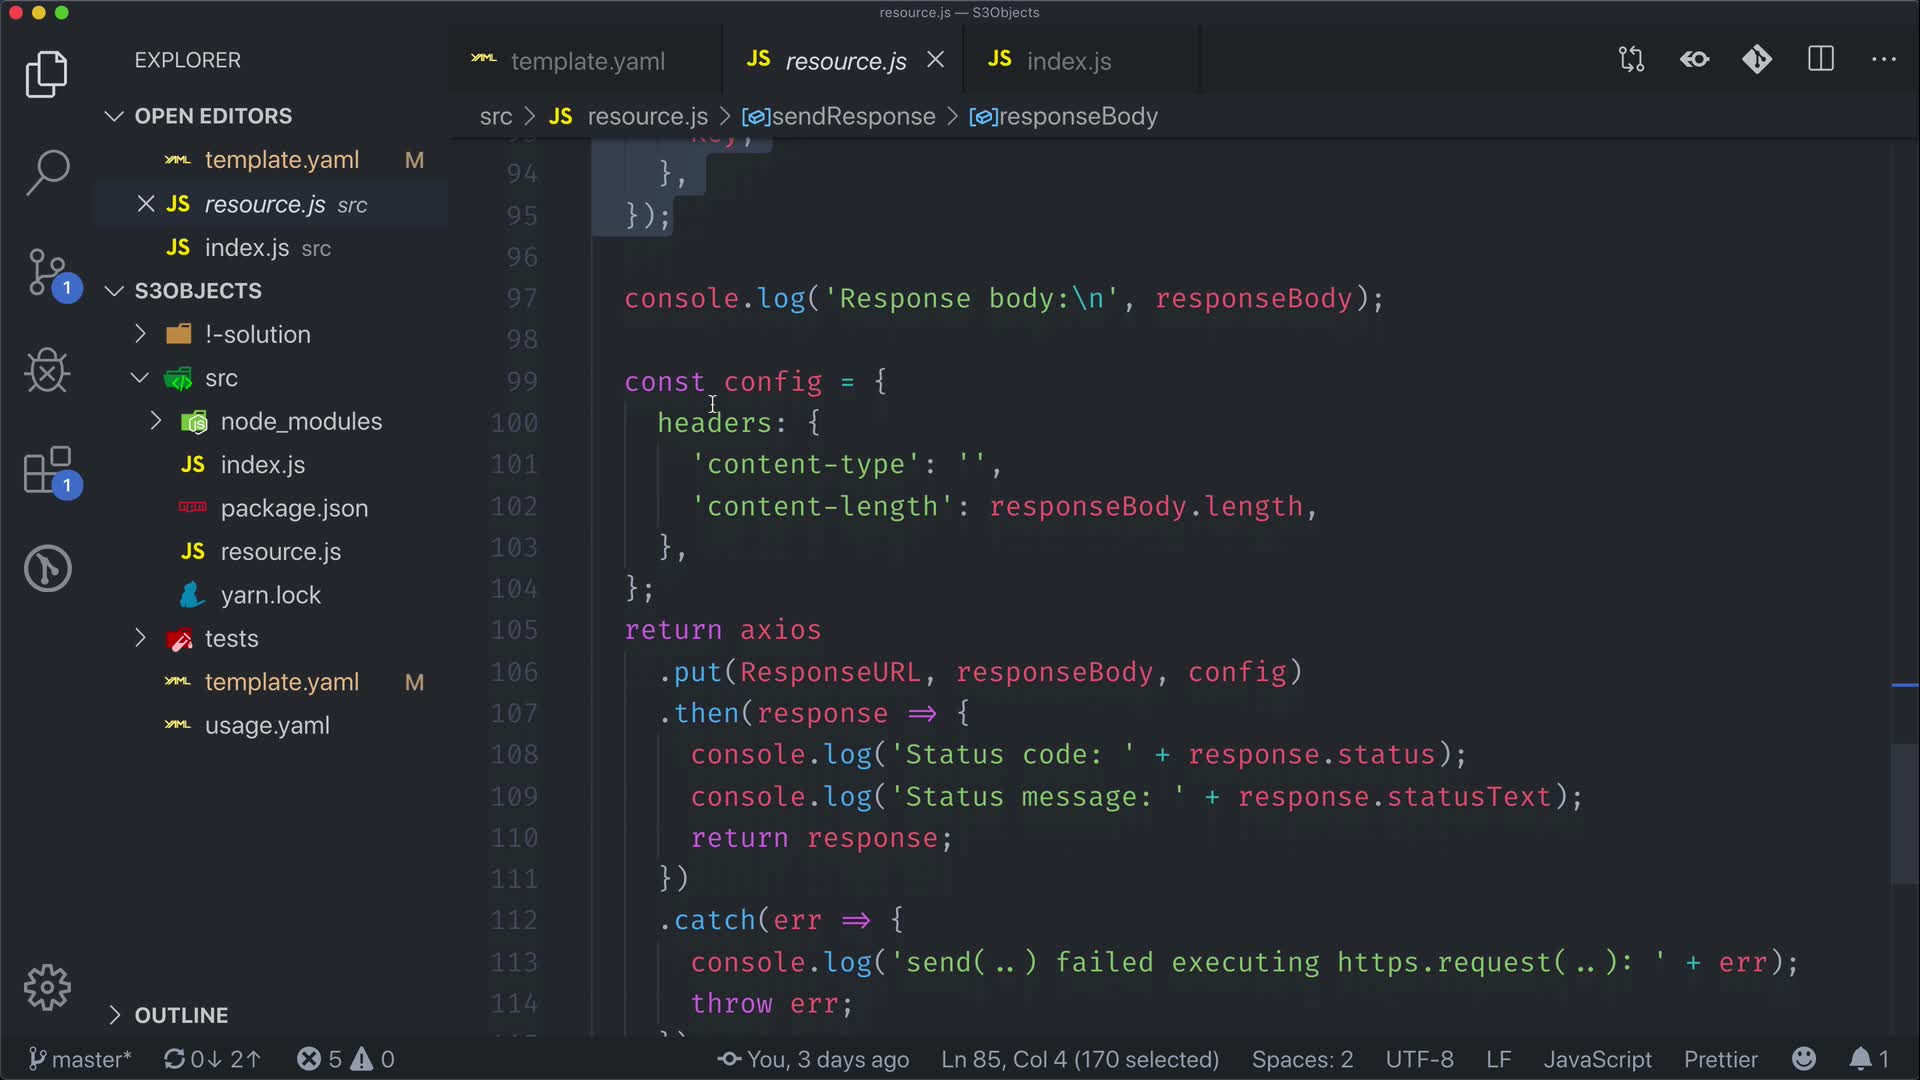 resource.js — S3Objects
EXPLORER
OPEN EDITORS
template.yaml M
resource.js src
index.js src
S3OBJECTS
!-solution
src
node_modules
index.js
package.json
resource.js
yarn.lock
tests
template.yaml M
usage.yaml
OUTLINE
1
1
template.yaml
resource.js
index.js
src > JS resource.js > sendResponse > responseBody
93 Key,
94 },
95 });
96
97 console.log('Response body:\n', responseBody);
98
99 const config = {
100 headers: {
101 'content-type': '',
102 'content-length': responseBody.length,
103 },
104 };
105 return axios
106 .put(ResponseURL, responseBody, config)
107 .then(response => {
108 console.log('Status code: ' + response.status);
109 console.log('Status message: ' + response.statusText);
110 return response;
111 })
112 .catch(err => {
113 console.log('send(..) failed executing https.request(..): ' + err);
114 throw err;
master* 0↓ 2↑ 5 0 You, 3 days ago Ln 85, Col 4 (170 selected) Spaces: 2 UTF-8 LF JavaScript Prettier 1